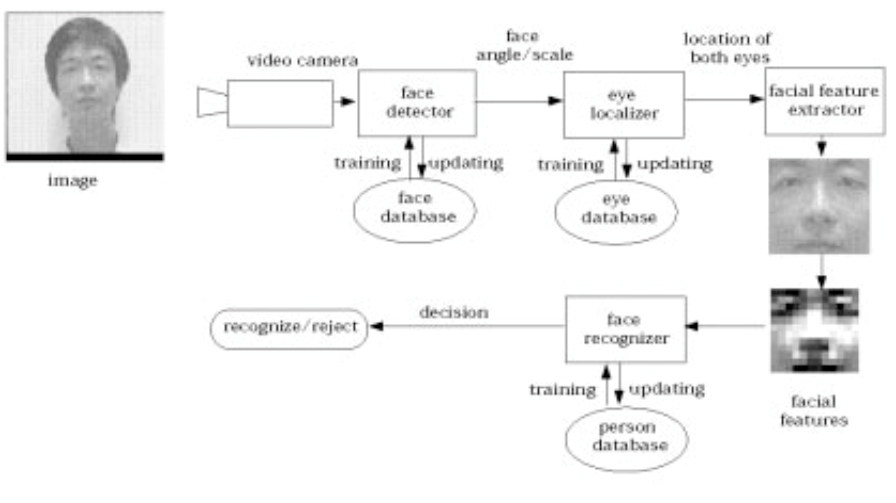 image
video camera
face
detector
face
angle/scale
eye
localizer
location of
both eyes
facial feature
extractor
training
updating
face
database
training
updating
eye
database
facial
features
face
recognizer
decision
recognize/reject
training
updating
person
database